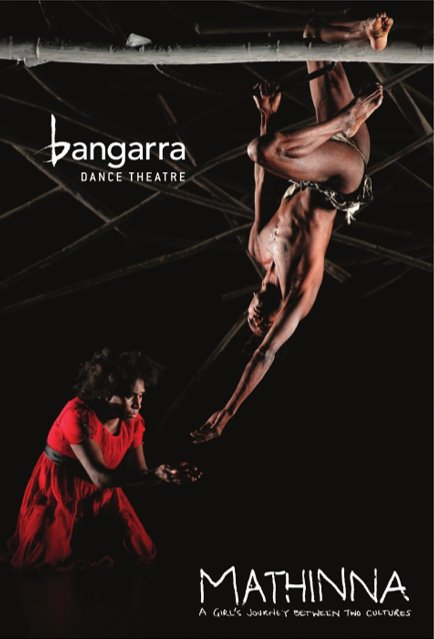 bangarra
DANCE THEATRE
MATHINNA
A GIRL'S JOURNEY BETWEEN TWO CULTURES